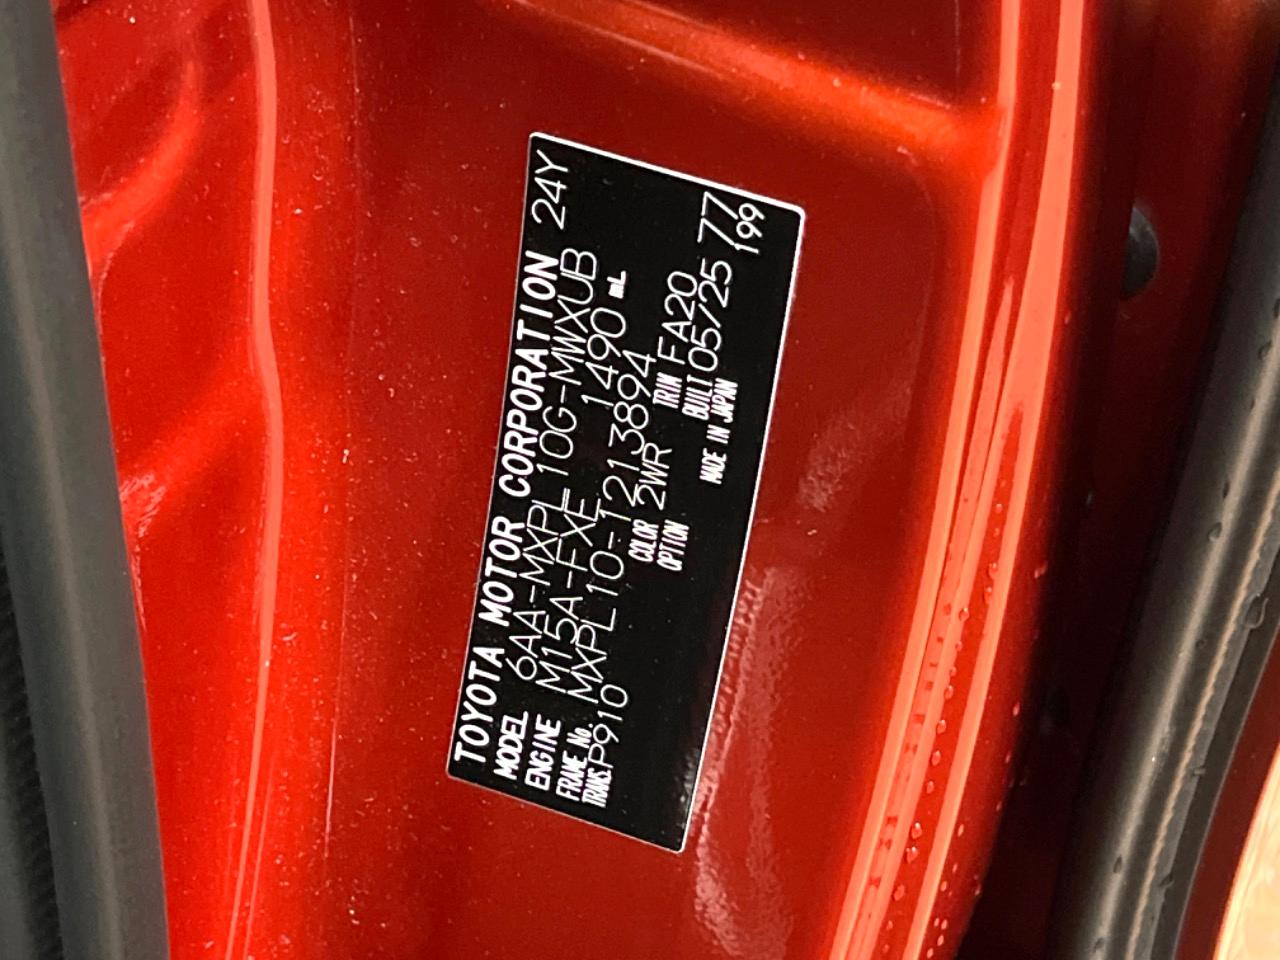 TOYOTA MOTOR CORPORATION 24Y
MODEL 6AA-MXPL10G-MWXUB
ENGINE M15A-FXE 1490 mL
FRAME No. MXPL10-1213894
TRANS. P910 COLOR 2WR TRIM FA20
OPTION BUILT 05/25 77
MADE IN JAPAN 199